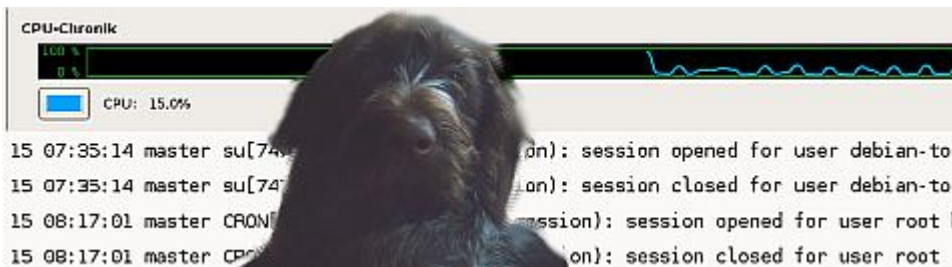 CPU-Chronik
100 %
0 %
CPU: 15.0%
15 07:35:14 master su[74 on): session opened for user debian-to
15 07:35:14 master su[74 on): session closed for user debian-to
15 08:17:01 master CRON ssion): session opened for user root
15 08:17:01 master on): session closed for user root